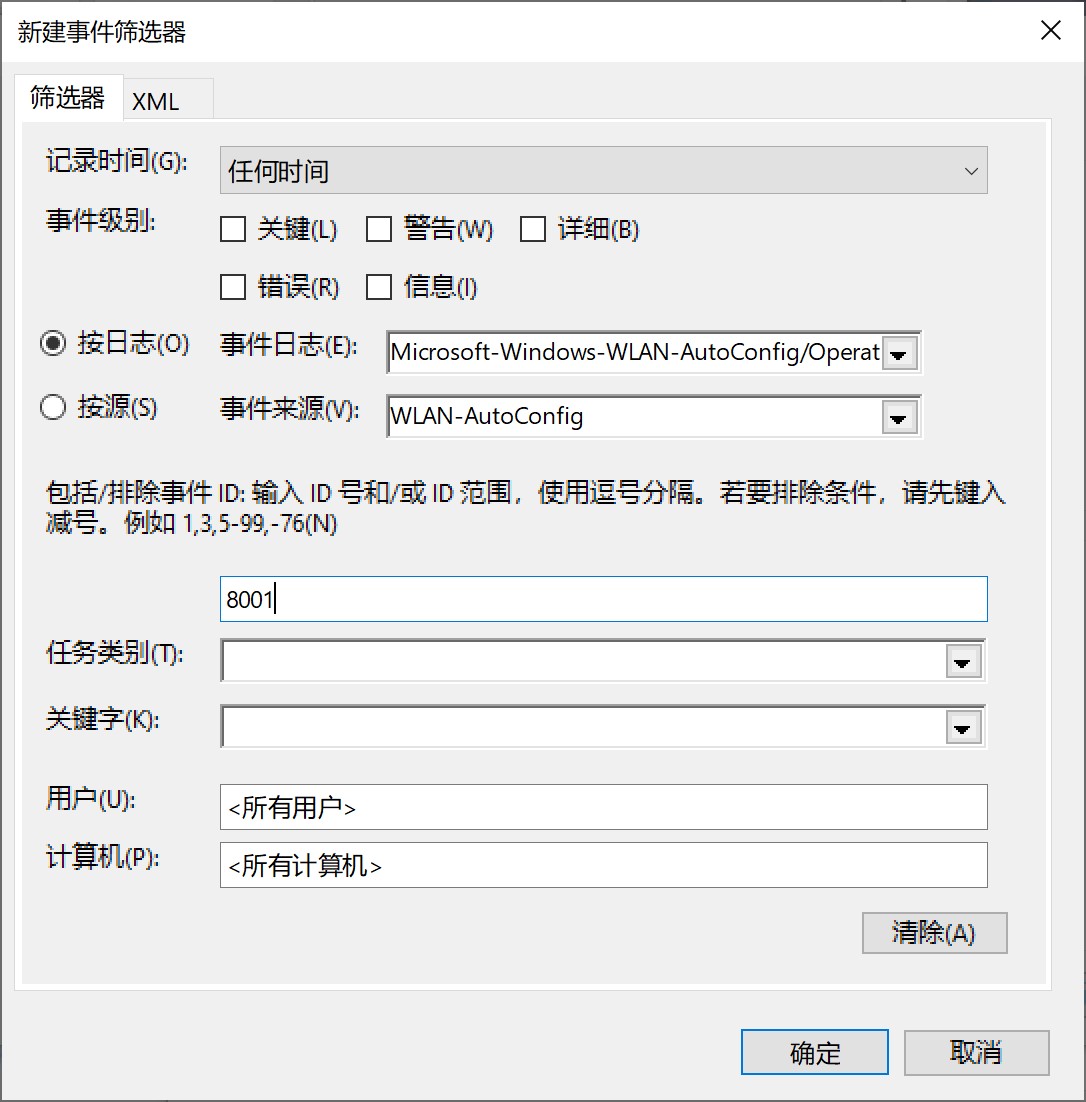 新建事件筛选器
筛选器 XML
记录时间(G): 任何时间
事件级别: 关键(L) 警告(W) 详细(B)
错误(R) 信息(I)
按日志(O) 事件日志(E): Microsoft-Windows-WLAN-AutoConfig/Operat
按源(S) 事件来源(V): WLAN-AutoConfig
包括/排除事件 ID: 输入 ID 号和/或 ID 范围，使用逗号分隔。若要排除条件，请先键入
减号。例如 1,3,5-99,-76(N)
8001
任务类别(T):
关键字(K):
用户(U): <所有用户>
计算机(P): <所有计算机>
清除(A)
确定 取消